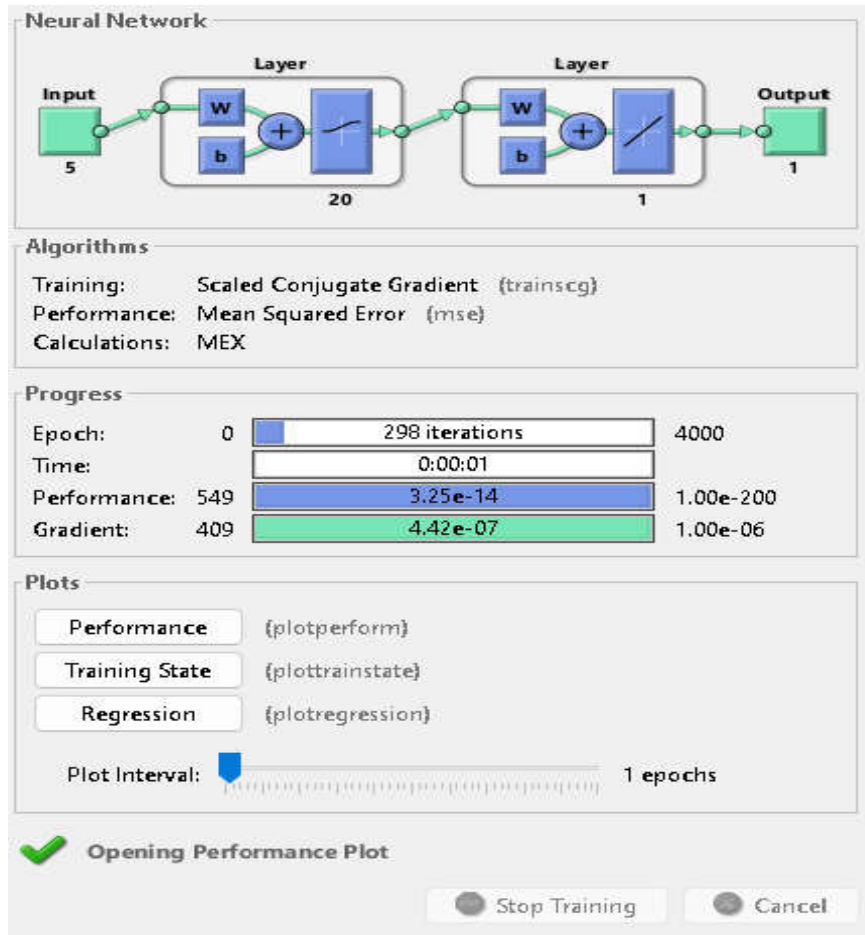 Neural Network
Layer Layer
Input Output
W W
b b
5 1
20 1
Algorithms
Training: Scaled Conjugate Gradient (trainscg)
Performance: Mean Squared Error (mse)
Calculations: MEX
Progress
Epoch: 0 298 iterations 4000
Time: 0:00:01
Performance: 549 3.25e-14 1.00e-200
Gradient: 409 4.42e-07 1.00e-06
Plots
Performance (plotperform)
Training State (plottrainstate)
Regression (plotregression)
Plot Interval: 1 epochs
Opening Performance Plot
Stop Training Cancel